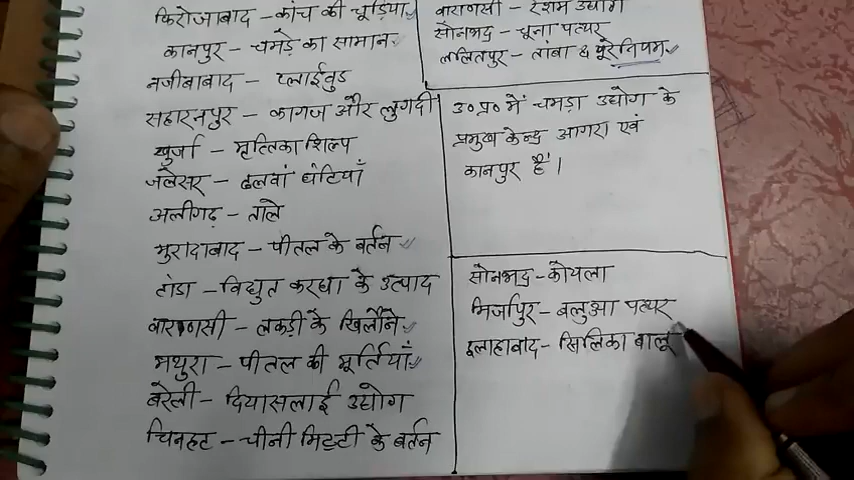 फिरोजाबाद - कांच की चूड़ियाँ
कानपुर - चमड़े का सामान
नजीबाबाद - प्लाईवुड
सहारनपुर - कागज और लुगदी
खुर्जा - मृत्तिका शिल्प
जलेसर - ढलवां घंटियाँ
अलीगढ़ - ताले
मुरादाबाद - पीतल के बर्तन
टांडा - विद्युत करघा के उत्पाद
वाराणसी - लकड़ी के खिलौने
मथुरा - पीतल की मूर्तियाँ
बरेली - दियासलाई उद्योग
चिनहट - चीनी मिट्टी के बर्तन
वाराणसी - रेशम उद्योग
सोनभद्र - चूना पत्थर
ललितपुर - तांबा & यूरेनियम
उ०प्र० में चमड़ा उद्योग के
प्रमुख केन्द्र आगरा एवं
कानपुर हैं।
सोनभद्र - कोयला
मिर्जापुर - बलुआ पत्थर
इलाहाबाद - सिलिका बालू